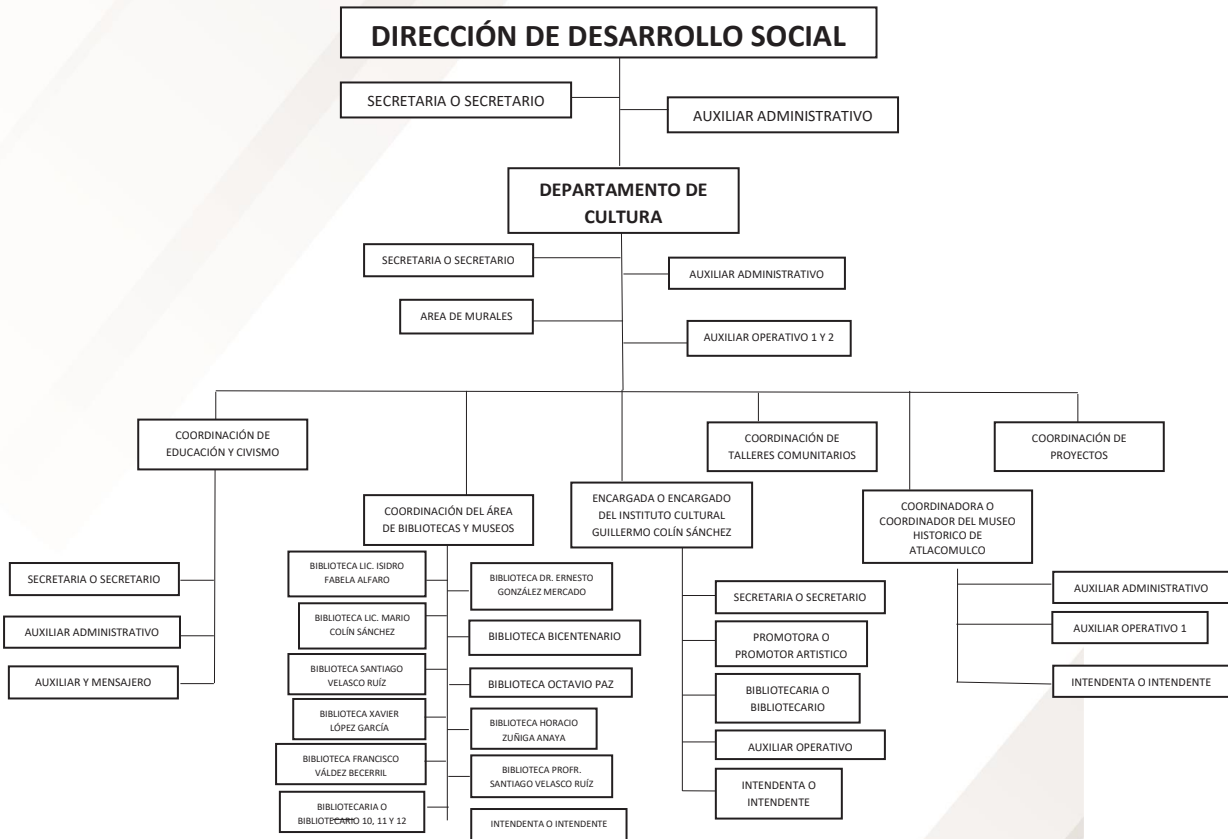 DIRECCIÓN DE DESARROLLO SOCIAL
SECRETARIA O SECRETARIO
AUXILIAR ADMINISTRATIVO
DEPARTAMENTO DE
CULTURA
SECRETARIA O SECRETARIO
AUXILIAR ADMINISTRATIVO
AREA DE MURALES
AUXILIAR OPERATIVO 1 Y 2
COORDINACIÓN DE
EDUCACIÓN Y CIVISMO
SECRETARIA O SECRETARIO
AUXILIAR ADMINISTRATIVO
AUXILIAR Y MENSAJERO
COORDINACIÓN DEL ÁREA
DE BIBLIOTECAS Y MUSEOS
BIBLIOTECA LIC. ISIDRO
FABELA ALFARO
BIBLIOTECA DR. ERNESTO
GONZÁLEZ MERCADO
BIBLIOTECA LIC. MARIO
COLÍN SÁNCHEZ
BIBLIOTECA BICENTENARIO
BIBLIOTECA SANTIAGO
VELASCO RUÍZ
BIBLIOTECA OCTAVIO PAZ
BIBLIOTECA XAVIER
LÓPEZ GARCÍA
BIBLIOTECA HORACIO
ZUÑIGA ANAYA
BIBLIOTECA FRANCISCO
VÁLDEZ BECERRIL
BIBLIOTECA PROFR.
SANTIAGO VELASCO RUÍZ
BIBLIOTECARIA O
BIBLIOTECARIO 10, 11 Y 12
INTENDENTA O INTENDENTE
ENCARGADA O ENCARGADO
DEL INSTITUTO CULTURAL
GUILLERMO COLÍN SÁNCHEZ
SECRETARIA O SECRETARIO
PROMOTORA O
PROMOTOR ARTISTICO
BIBLIOTECARIA O
BIBLIOTECARIO
AUXILIAR OPERATIVO
INTENDENTA O
INTENDENTE
COORDINACIÓN DE
TALLERES COMUNITARIOS
COORDINADORA O
COORDINADOR DEL MUSEO
HISTORICO DE
ATLACOMULCO
AUXILIAR ADMINISTRATIVO
AUXILIAR OPERATIVO 1
INTENDENTA O INTENDENTE
COORDINACIÓN DE
PROYECTOS